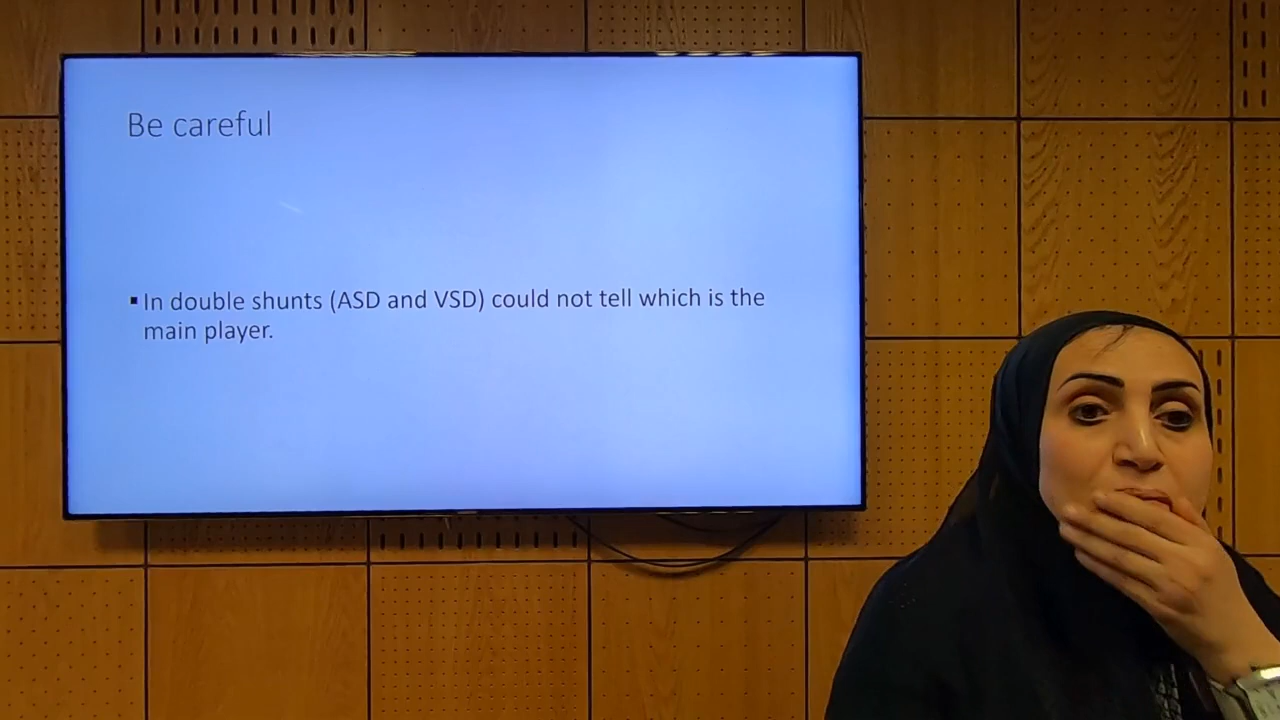 Be careful
▪ In double shunts (ASD and VSD) could not tell which is the
main player.